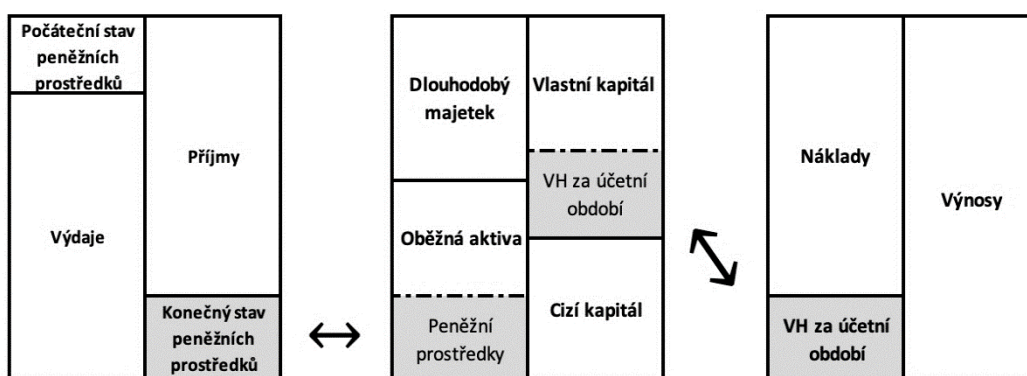 Počáteční stav
peněžních
prostředků
Výdaje
Příjmy
Konečný stav
peněžních
prostředků
Dlouhodobý
majetek
Oběžná aktiva
Peněžní
prostředky
Vlastní kapitál
VH za účetní
období
Cizí kapitál
Náklady
VH za účetní
období
Výnosy